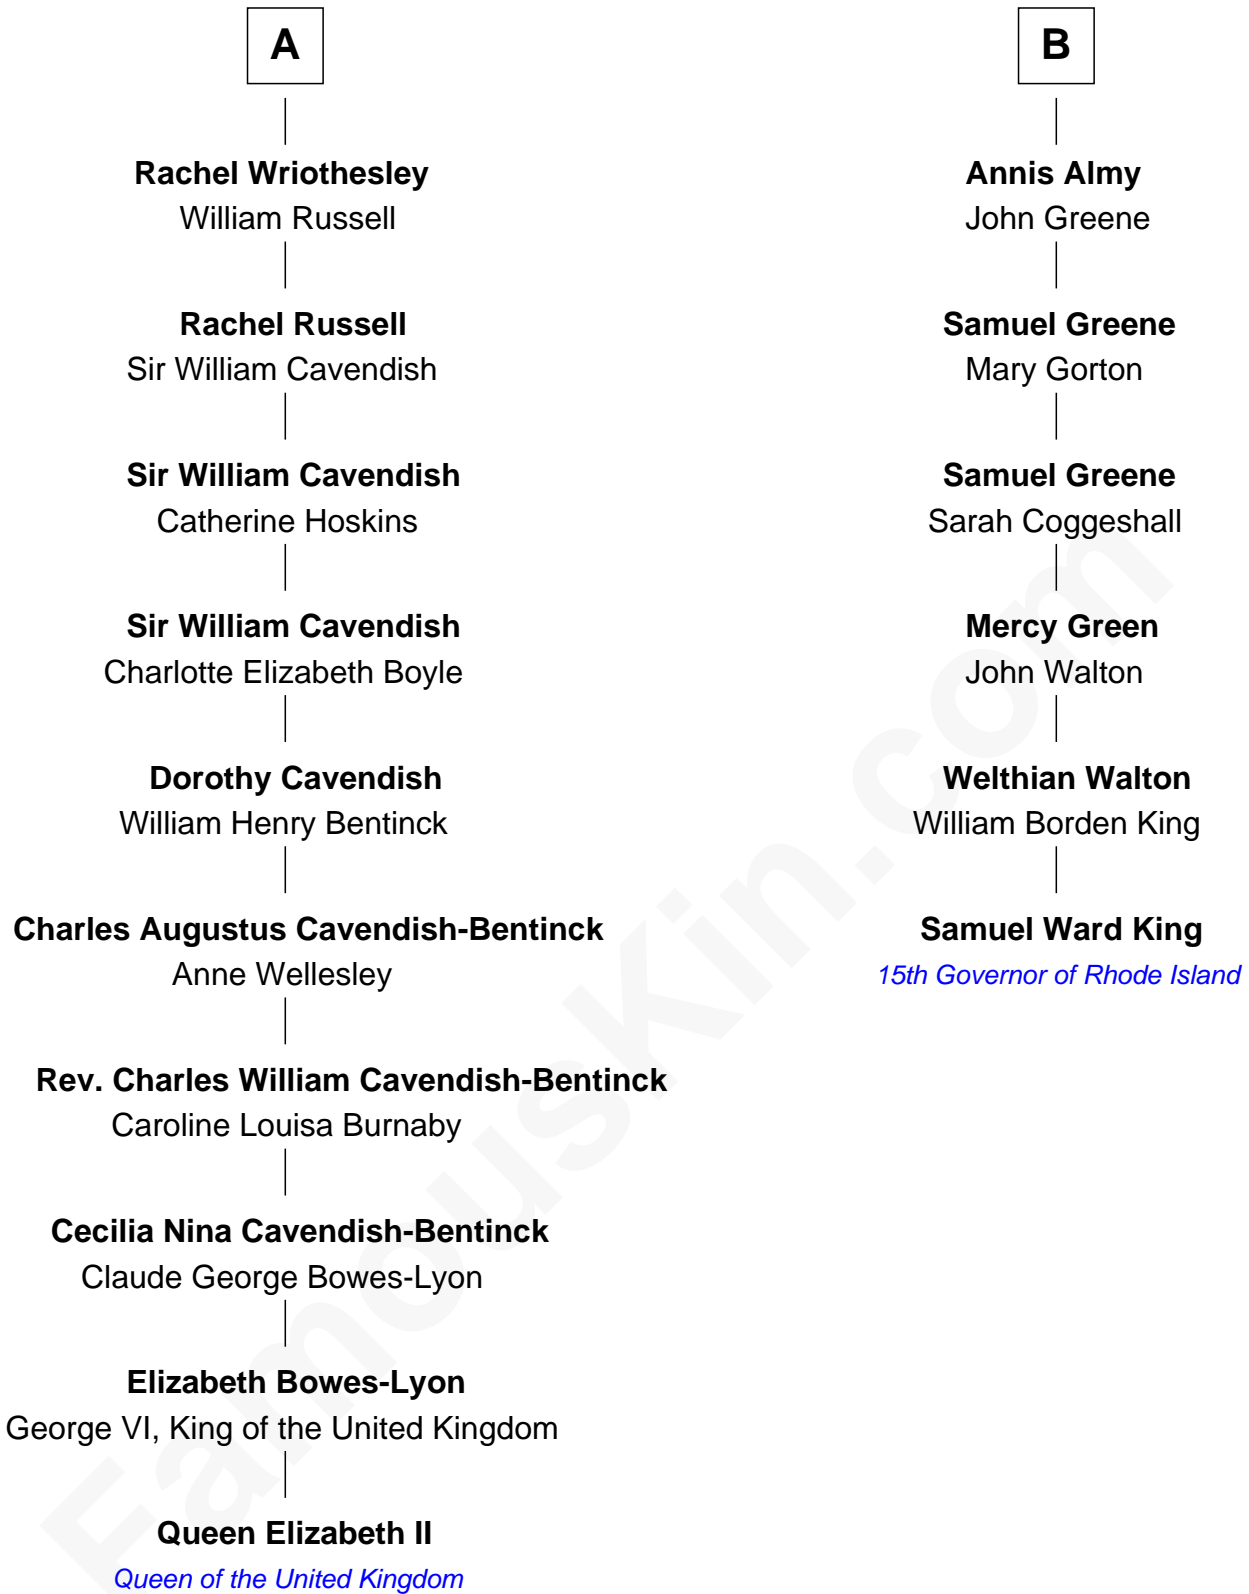 A
Rachel Wriothesley
William Russell
Rachel Russell
Sir William Cavendish
Sir William Cavendish
Catherine Hoskins
Sir William Cavendish
Charlotte Elizabeth Boyle
Dorothy Cavendish
William Henry Bentinck
Charles Augustus Cavendish-Bentinck
Anne Wellesley
Rev. Charles William Cavendish-Bentinck
Caroline Louisa Burnaby
Cecilia Nina Cavendish-Bentinck
Claude George Bowes-Lyon
Elizabeth Bowes-Lyon
George VI, King of the United Kingdom
Queen Elizabeth II
Queen of the United Kingdom
B
Annis Almy
John Greene
Samuel Greene
Mary Gorton
Samuel Greene
Sarah Coggeshall
Mercy Green
John Walton
Welthian Walton
William Borden King
Samuel Ward King
15th Governor of Rhode Island
FamousKin.com